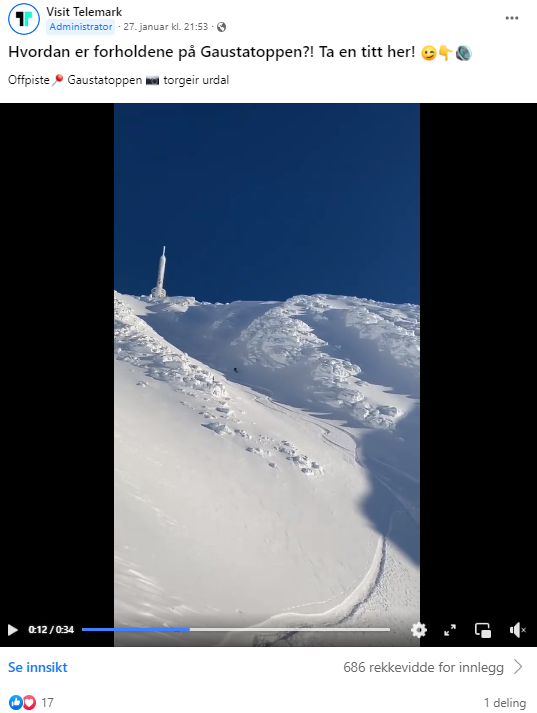 Visit Telemark
Administrator · 27. januar kl. 21:53 ·
Hvordan er forholdene på Gaustatoppen?! Ta en titt her! 😉👇
Offpiste📍 Gaustatoppen 📷 torgeir urdal
0:12 / 0:34
Se innsikt
686 rekkevidde for innlegg
17
1 deling